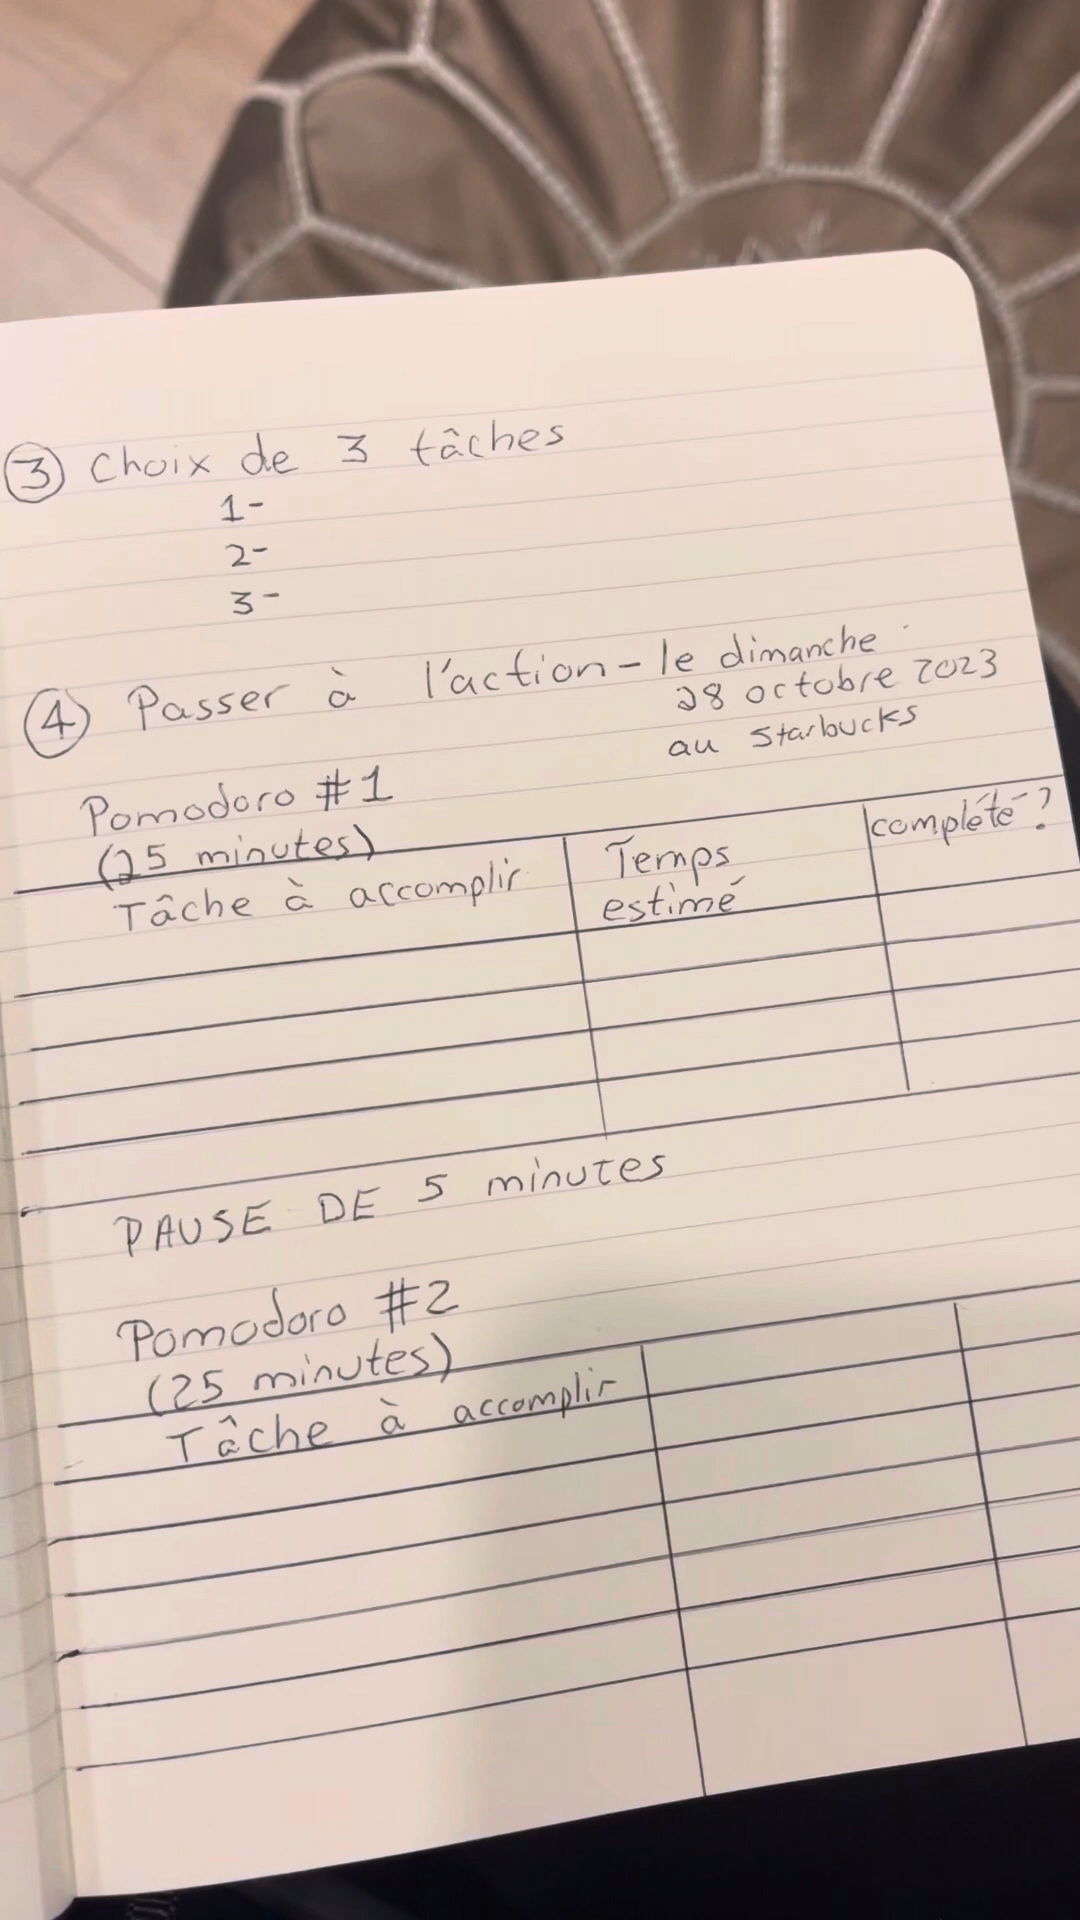 ③ Choix de 3 tâches
1-
2-
3-
④ Passer à l'action - le dimanche
28 octobre 2023
au Starbucks
Pomodoro #1
(25 minutes)
Tâche à accomplir Temps estimé complété?
PAUSE DE 5 minutes
Pomodoro #2
(25 minutes)
Tâche à accomplir